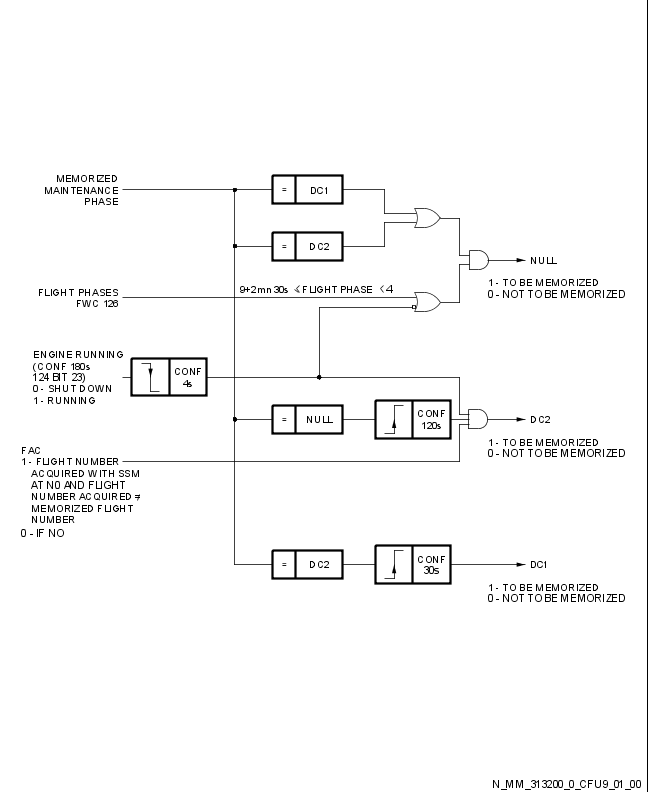 MEMORIZED
MAINTENANCE
PHASE
= DC1
= DC2
NULL
1 - TO BE MEMORIZED
0 - NOT TO BE MEMORIZED
FLIGHT PHASES
FWC 126
9+2mn 30s ⩽ FLIGHT PHASE < 4
ENGINE RUNNING
(CONF 180s
124 BIT 23)
0 - SHUT DOWN
1 - RUNNING
CONF
4s
= NULL
CONF
120s
DC2
1 - TO BE MEMORIZED
0 - NOT TO BE MEMORIZED
FAC
1 - FLIGHT NUMBER
ACQUIRED WITH SSM
AT N0 AND FLIGHT
NUMBER ACQUIRED ≠
MEMORIZED FLIGHT
NUMBER
0 - IF NO
= DC2
CONF
30s
DC1
1 - TO BE MEMORIZED
0 - NOT TO BE MEMORIZED
N_MM_313200_0_CFU9_01_00